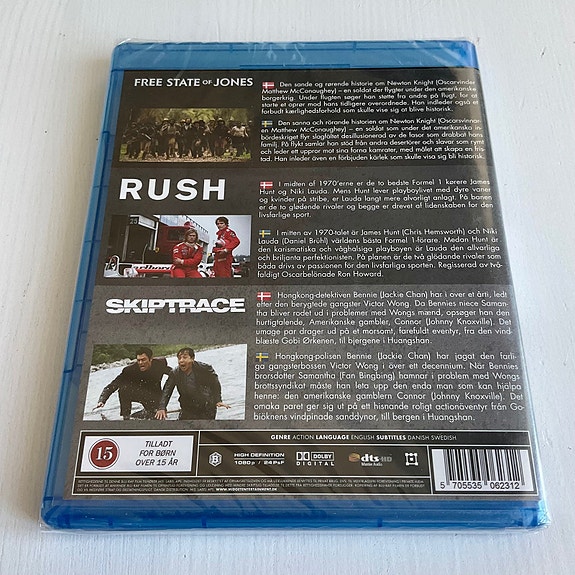 FREE STATE OF JONES
Den sande og rørende historie om Newton Knight (Oscarvinder
Matthew McConaughey) – en soldat der flygter under den amerikanske
borgerkrig. Under flugten søger han støtte fra andre på flugt, for at
starte et oprør mod hans tidligere overordnede. Han indleder også et
forbudt kærlighedsforhold som skulle vise sig at blive historisk.
Den sanna och rörande historien om Newton Knight (Oscarvinnar-
en Matthew McConaughey) – en soldat som under det amerikanska in-
bördeskriget flyr slagfältet desillusionerad av de fasor som drabbat hans
familj. På flykt samlar han stöd från andra desertörer och slavar som rymt
och leder ett uppror mot sina forna kamrater, med målet att skapa en fri-
stad. Han inleder även en förbjuden kärlek som skulle visa sig bli historisk.
RUSH
I midten af 1970'erne er de to bedste Formel 1 kørere James
Hunt og Niki Lauda. Mens Hunt lever playboylivet med dyre vaner
og kvinder på stribe, er Lauda langt mere alvorligt anlagt. På banen
er de to glødende rivaler og begge er drevet af lidenskaben for den
livsfarlige sport.
I mitten av 1970-talet är James Hunt (Chris Hemsworth) och Niki
Lauda (Daniel Brühl) världens bästa Formel 1-förare. Medan Hunt är
den karismatiska och våghalsiga playboyen är Lauda den allvarliga
och briljanta perfektionisten. På banan är de två glödande rivaler som
båda drivs av passionen för den livsfarliga sporten. Regisserad av två-
faldigt Oscarbelönade Ron Howard.
SKIPTRACE
Hongkong-detektiven Bennie (Jackie Chan) har i over et årti, ledt
efter den berygtede gangster Victor Wong. Da Bennies niece Saman-
tha bliver rodet ud i problemer med Wongs mænd, opsøger han den
hurtigtalende, Amerikanske gambler, Connor (Johnny Knoxville). Det
umage par drager ud på et morsomt, farefuldt eventyr, fra den vind
blæste Gobi Ørkenen, til bjergene i Huangshan.
Hongkong-polisen Bennie (Jackie Chan) har jagat den farli-
ga gangsterbossen Victor Wong i över ett decennium. När Bennies
brorsdotter Samantha (Fan Bingbing) hamnar i problem med Wongs
brottssyndikat måste han leta upp den enda man som kan hjälpa
henne: den amerikanske gamblern Connor (Johnny Knoxville). Det
omaka paret ger sig ut på ett hisnande roligt actionäventyr från Go-
biöknens vindpinade sanddynor, till bergen i Huangshan.
GENRE ACTION LANGUAGE ENGLISH SUBTITLES DANISH SWEDISH
15
TILLADT
FOR BØRN
OVER 15 ÅR
HIGH DEFINITION
1080p / 24PsF
DOLBY
DIGITAL
dts-HD
Master Audio
5 705535 062312